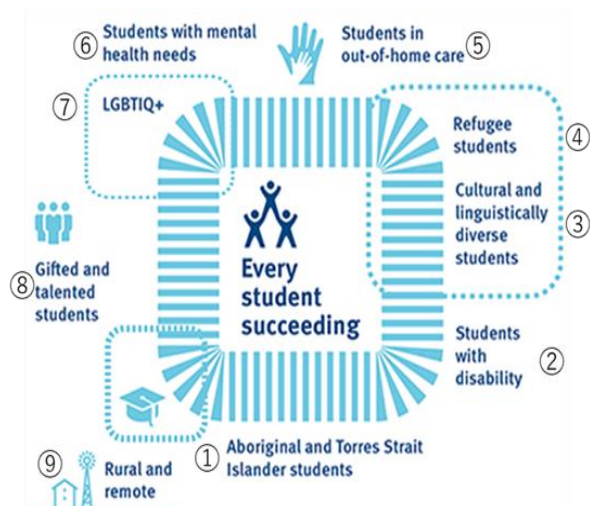 ⑥ Students with mental
health needs
Students in
out-of-home care ⑤
⑦ LGBTIQ+
Refugee
students ④
Cultural and
linguistically
diverse
students ③
Every
student
succeeding
⑧ Gifted and
talented
students
Students
with
disability ②
① Aboriginal and Torres Strait
Islander students
⑨ Rural and
remote